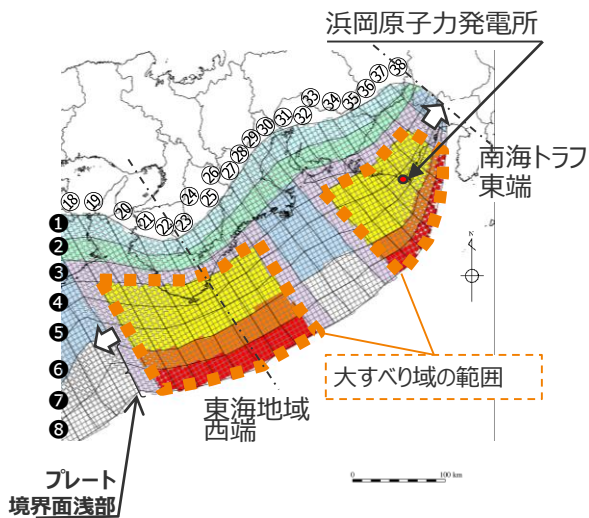 浜岡原子力発電所
⑱ ⑲ ⑳ ㉑ ㉒ ㉓ ㉔ ㉕ ㉖ ㉗ ㉘ ㉙ ㉚ ㉛ ㉜ ㉝ ㉞ ㉟ ㊱ ㊲ ㊳
南海トラフ
東端
❶
❷
❸
❹
❺
❻
❼
❽
N
大すべり域の範囲
東海地域
西端
プレート
境界面浅部
0
100 km